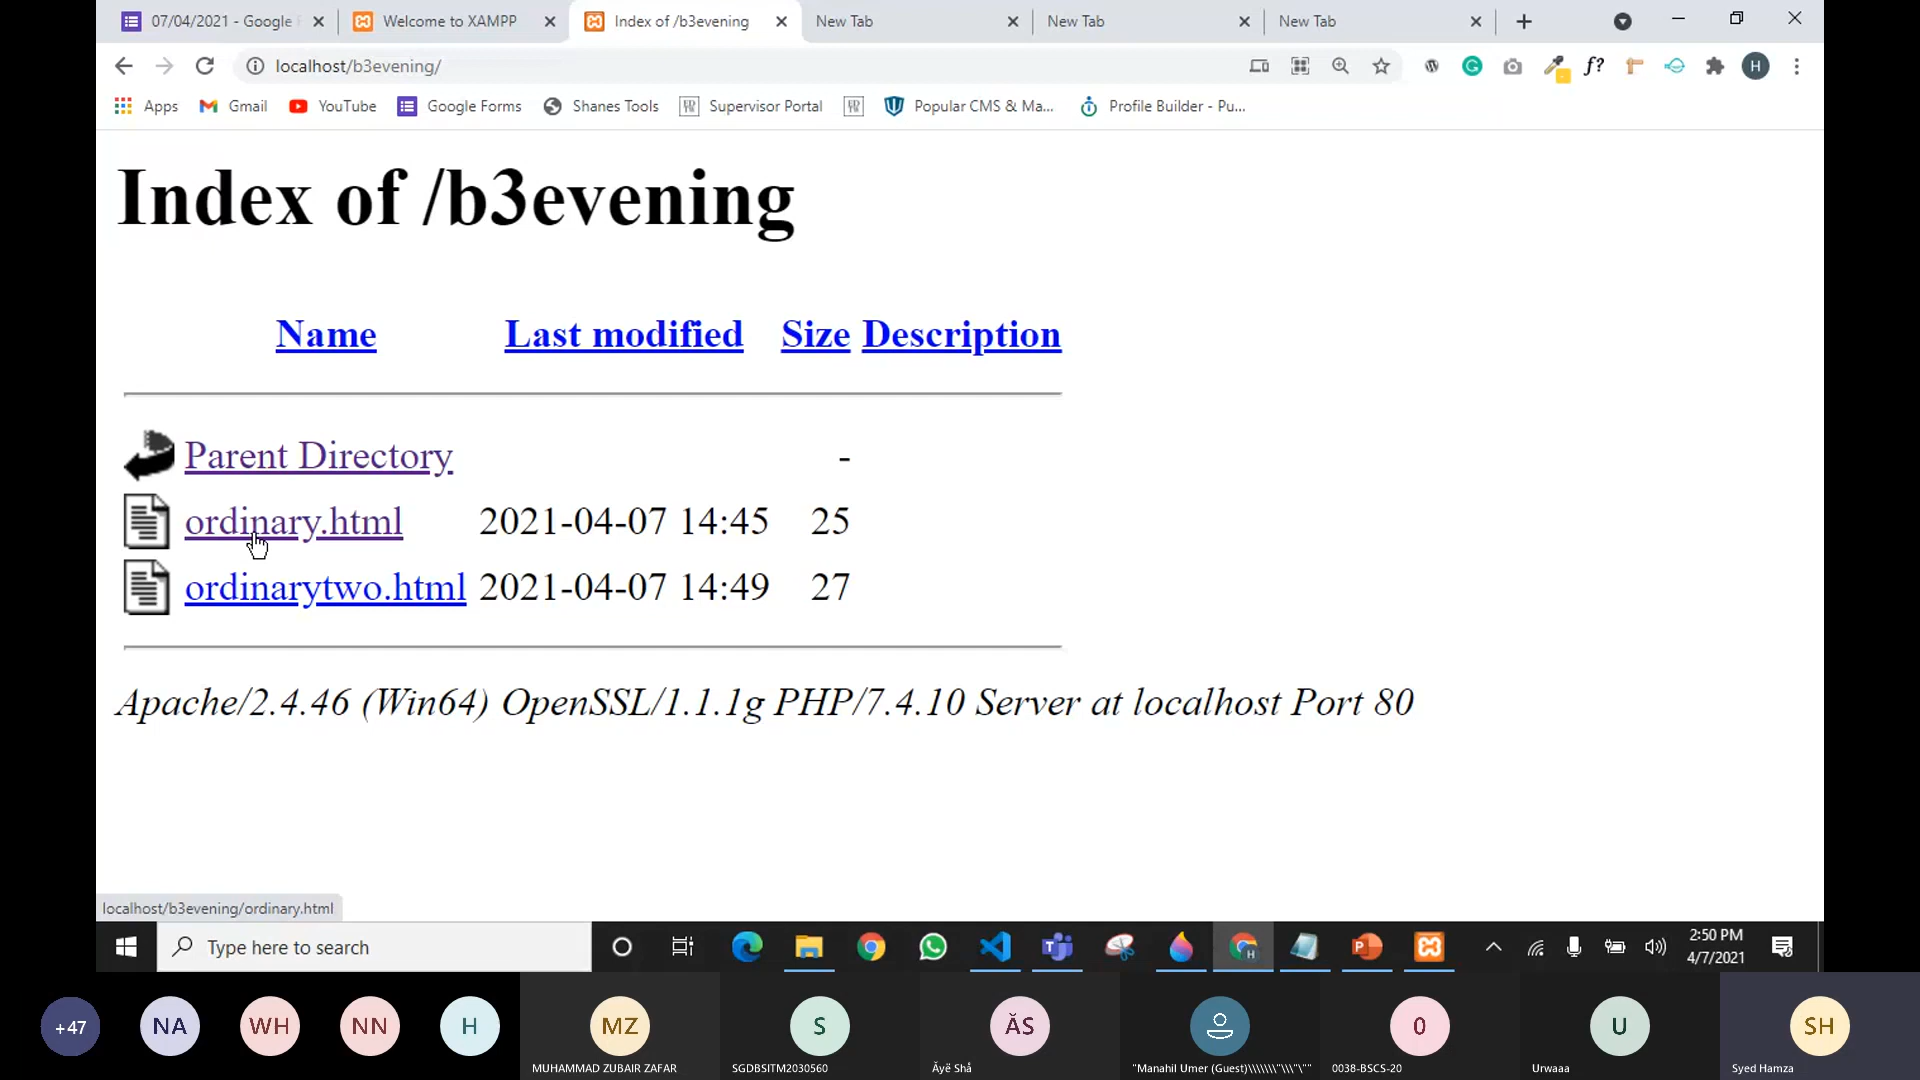 07/04/2021 - Google F
Welcome to XAMPP
Index of /b3evening
New Tab
New Tab
New Tab
localhost/b3evening/
f?
H
Apps
Gmail
YouTube
Google Forms
Shanes Tools
Supervisor Portal
Popular CMS & Ma...
Profile Builder - Pu...
Index of /b3evening
Name Last modified Size Description
Parent Directory -
ordinary.html 2021-04-07 14:45 25
ordinarytwo.html 2021-04-07 14:49 27
Apache/2.4.46 (Win64) OpenSSL/1.1.1g PHP/7.4.10 Server at localhost Port 80
localhost/b3evening/ordinary.html
Type here to search
2:50 PM
4/7/2021
+47
NA
WH
NN
H
MZ
S
ĂS
0
U
SH
MUHAMMAD ZUBAIR ZAFAR
SGDBSITM2030560
Ăyë Shå
"Manahil Umer (Guest)\\\\\\\"\\\"\""
0038-BSCS-20
Urwaaa
Syed Hamza